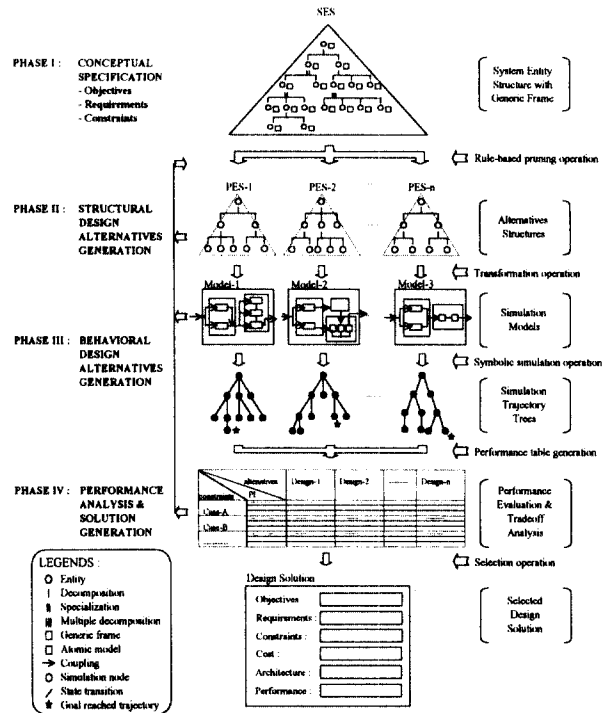 SES
PHASE I : CONCEPTUAL
SPECIFICATION
- Objectives
- Requirements
- Constraints
System Entity
Structure with
Generic Frame
Rule-based pruning operation
PES-1
PES-2
PES-n
PHASE II : STRUCTURAL
DESIGN
ALTERNATIVES
GENERATION
Alternatives
Structures
Transformation operation
Model-1
Model-2
Model-3
Simulation
Models
PHASE III : BEHAVIORAL
DESIGN
ALTERNATIVES
GENERATION
Symbolic simulation operation
Simulation
Trajectory
Trees
Performance table generation
PHASE IV : PERFORMANCE
ANALYSIS &
SOLUTION
GENERATION
alternatives
PI
constraints
Design-1
Design-2
Design-n
Case-A
Case-B
Performance
Evaluation &
Tradeoff
Analysis
Selection operation
LEGENDS :
Entity
Decomposition
Specialization
Multiple decomposition
Generic frame
Atomic model
Coupling
Simulation node
State transition
Goal reached trajectory
Design Solution
Objectives
Requirements :
Constraints :
Cost :
Architecture :
Performance :
Selected
Design
Solution